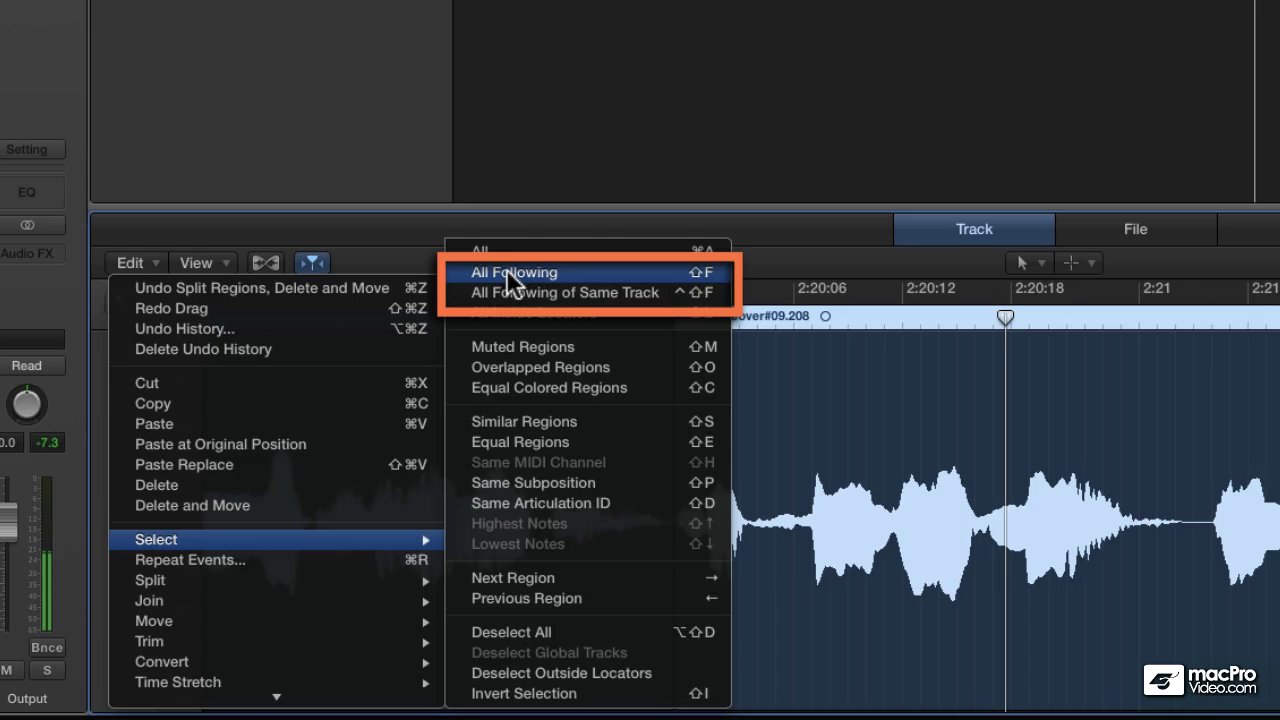 Setting
EQ
Audio FX
Read
0.0 -7.3
Bnce
M S
Output
Track File
Edit View
Undo Split Regions, Delete and Move ⌘Z
Redo Drag ⇧⌘Z
Undo History... ⌥⌘Z
Delete Undo History
Cut ⌘X
Copy ⌘C
Paste ⌘V
Paste at Original Position
Paste Replace ⇧⌘V
Delete
Delete and Move
Select
Repeat Events... ⌘R
Split
Join
Move
Trim
Convert
Time Stretch
All ⌘A
All Following ⇧F
All Following of Same Track ^⇧F
Muted Regions ⇧M
Overlapped Regions ⇧O
Equal Colored Regions ⇧C
Similar Regions ⇧S
Equal Regions ⇧E
Same MIDI Channel ⇧H
Same Subposition ⇧P
Same Articulation ID ⇧D
Highest Notes ⇧↑
Lowest Notes ⇧↓
Next Region →
Previous Region ←
Deselect All ⌥⇧D
Deselect Global Tracks
Deselect Outside Locators
Invert Selection ⇧I
2:20:06 2:20:12 2:20:18 2:21 2:21
over#09.208
macPro
Video.com